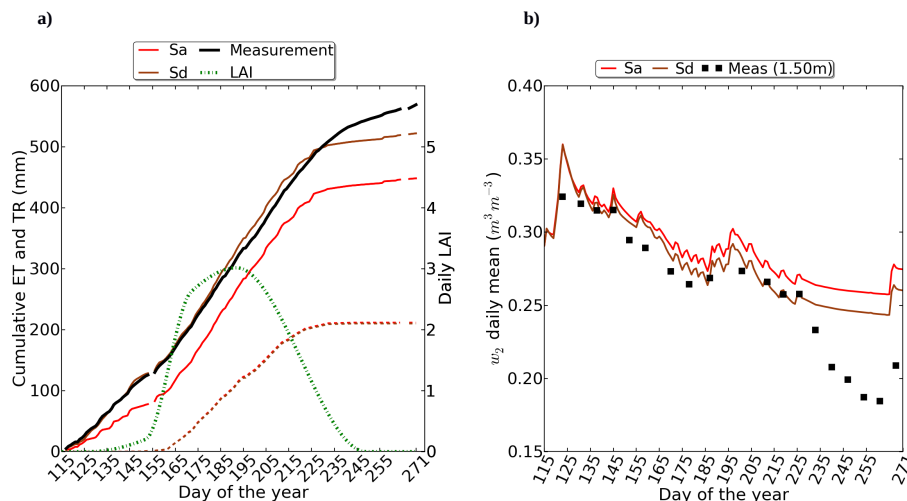 a)
Sa Measurement
Sd LAI
600
500
400
300
200
100
0
Cumulative ET and TR (mm)
5
4
3
2
1
0
Daily LAI
115 125 135 145 155 165 175 185 195 205 215 225 235 245 255 271
Day of the year
b)
Sa Sd Meas (1.50m)
0.40
0.35
0.30
0.25
0.20
0.15
w₂ daily mean (m³ m⁻³)
115 125 135 145 155 165 175 185 195 205 215 225 235 245 255 271
Day of the year